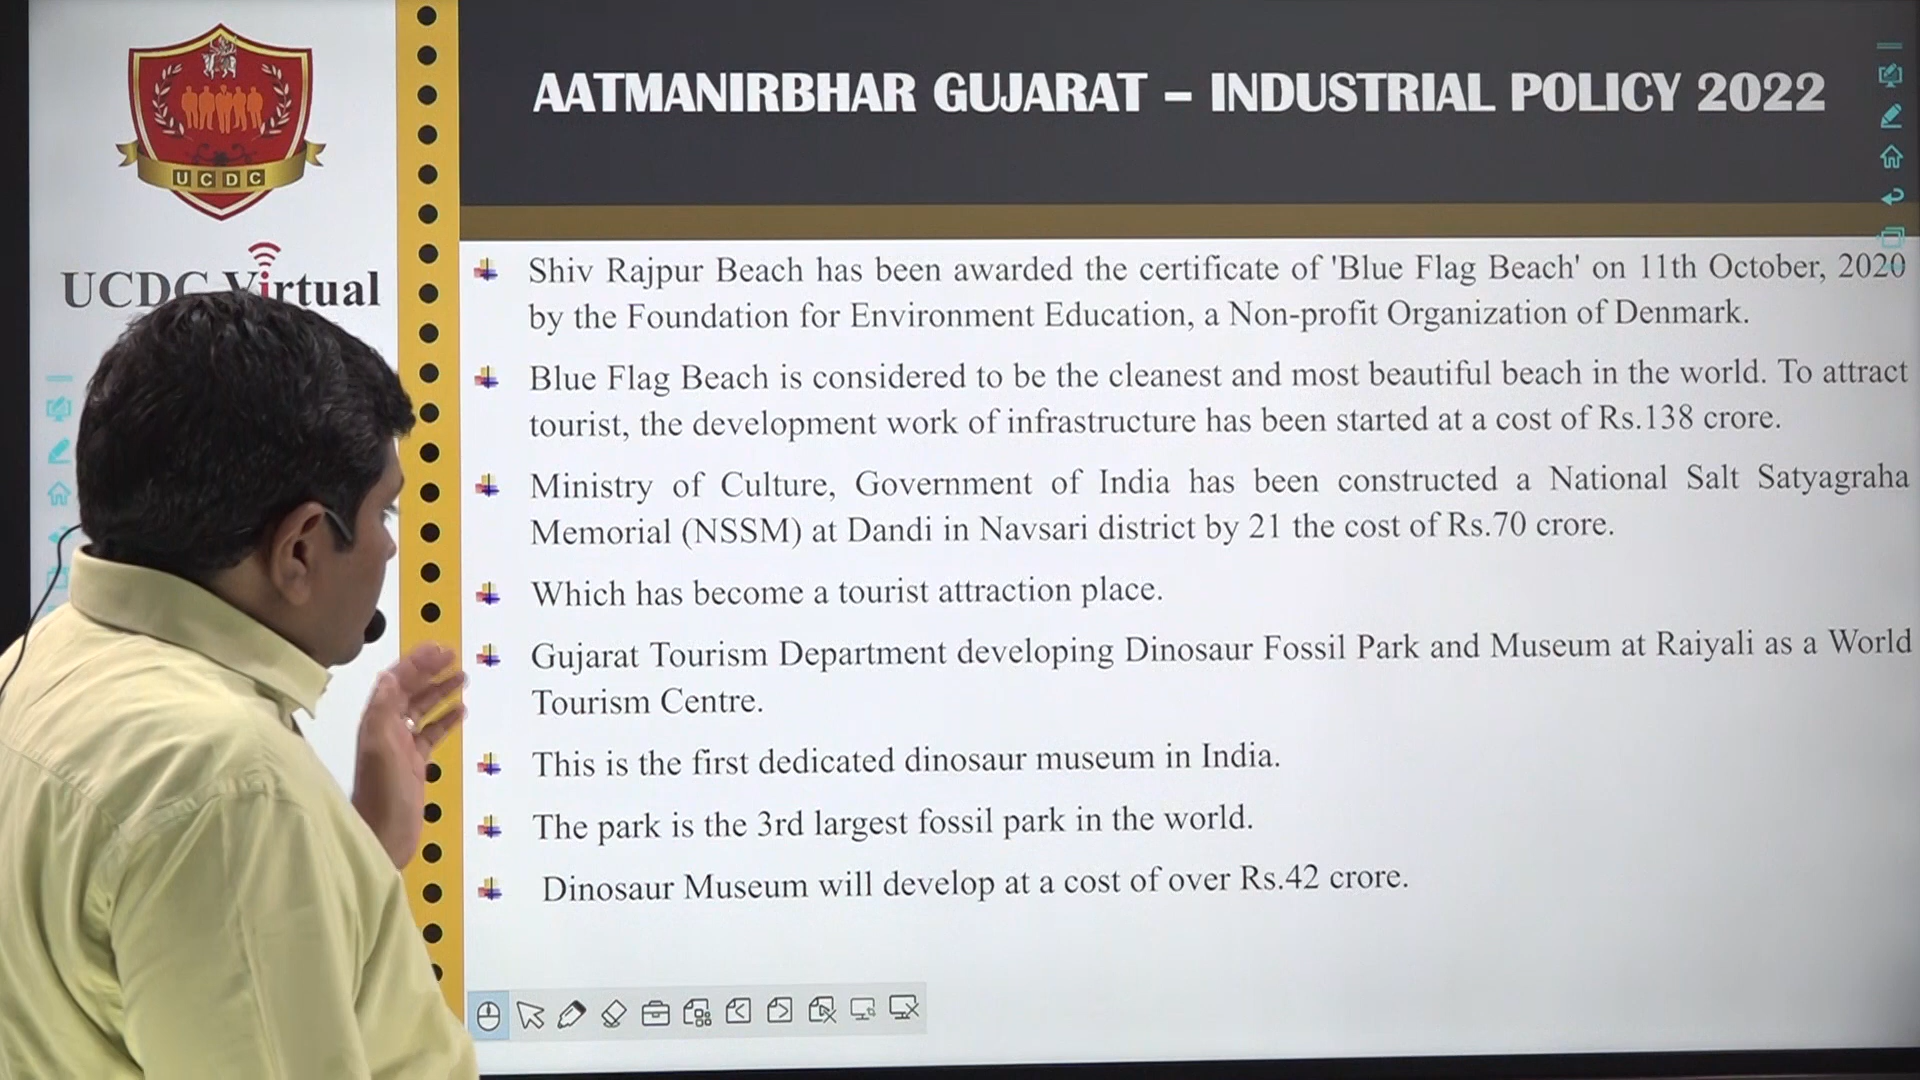 AATMANIRBHAR GUJARAT – INDUSTRIAL POLICY 2022
UCDC
UCDC Virtual
Shiv Rajpur Beach has been awarded the certificate of 'Blue Flag Beach' on 11th October, 2020
by the Foundation for Environment Education, a Non-profit Organization of Denmark.
Blue Flag Beach is considered to be the cleanest and most beautiful beach in the world. To attract
tourist, the development work of infrastructure has been started at a cost of Rs.138 crore.
Ministry of Culture, Government of India has been constructed a National Salt Satyagraha
Memorial (NSSM) at Dandi in Navsari district by 21 the cost of Rs.70 crore.
Which has become a tourist attraction place.
Gujarat Tourism Department developing Dinosaur Fossil Park and Museum at Raiyali as a World
Tourism Centre.
This is the first dedicated dinosaur museum in India.
The park is the 3rd largest fossil park in the world.
Dinosaur Museum will develop at a cost of over Rs.42 crore.